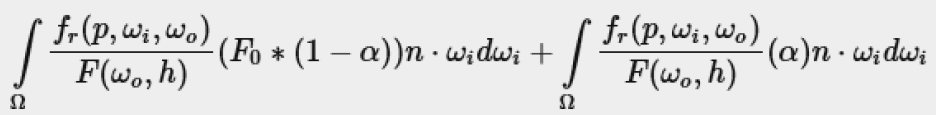 ∫_Ω f_r(p, ω_i, ω_o) / F(ω_o, h) (F_0 * (1 − α)) n · ω_i dω_i + ∫_Ω f_r(p, ω_i, ω_o) / F(ω_o, h) (α) n · ω_i dω_i